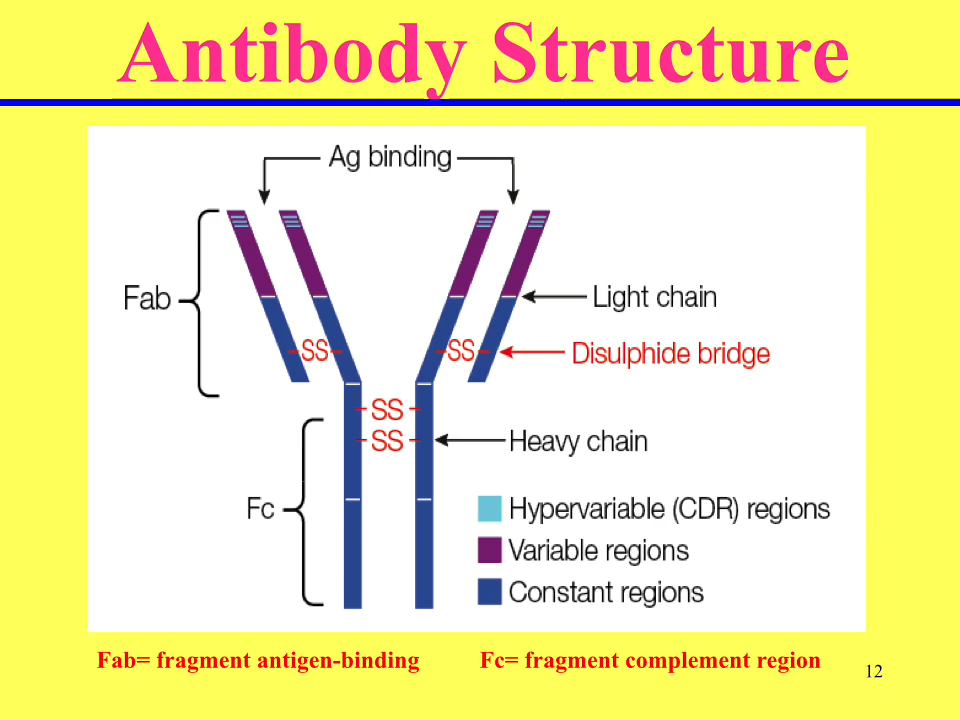 Antibody Structure
Ag binding
Fab
Light chain
SS
SS
Disulphide bridge
SS
SS
Heavy chain
Fc
Hypervariable (CDR) regions
Variable regions
Constant regions
Fab= fragment antigen-binding
Fc= fragment complement region
12